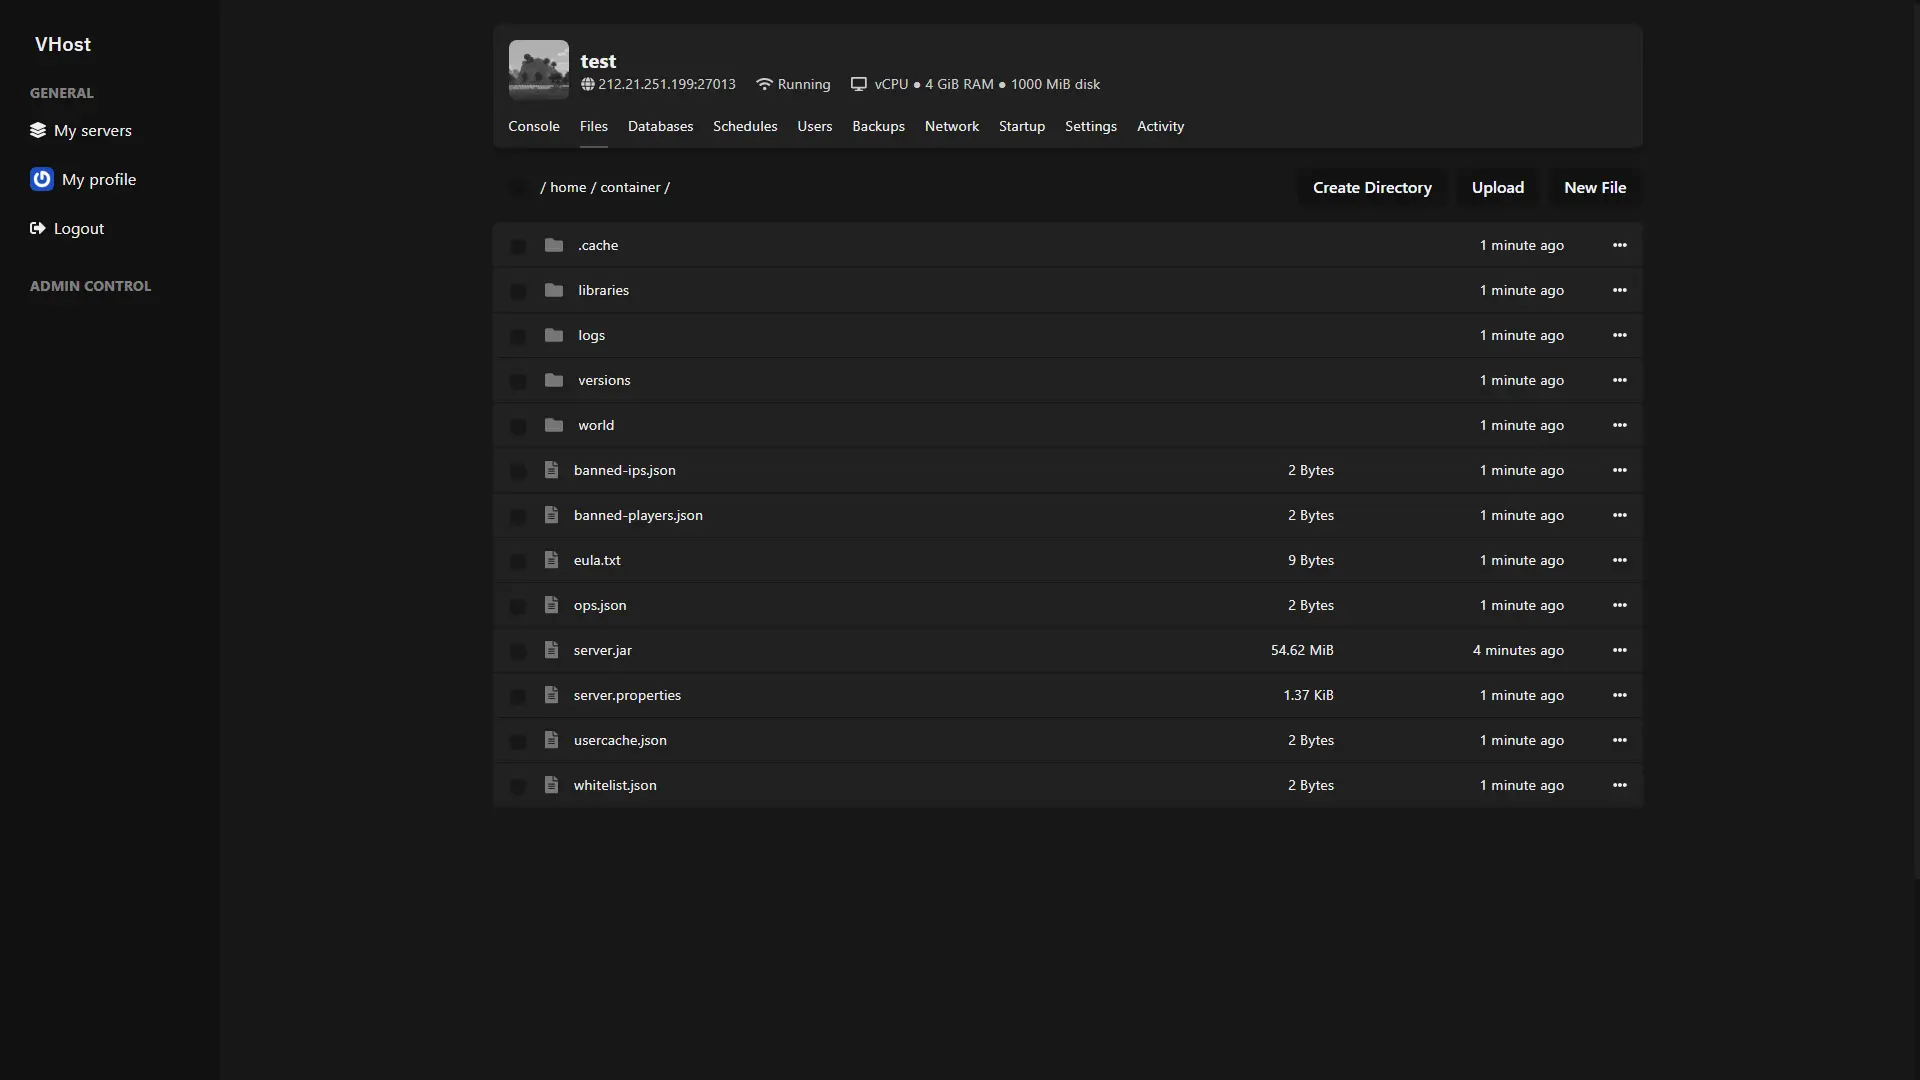 VHost
GENERAL
My servers
My profile
Logout
ADMIN CONTROL
test
212.21.251.199:27013 Running vCPU ● 4 GiB RAM ● 1000 MiB disk
Console Files Databases Schedules Users Backups Network Startup Settings Activity
/ home / container / Create Directory Upload New File
.cache 1 minute ago
libraries 1 minute ago
logs 1 minute ago
versions 1 minute ago
world 1 minute ago
banned-ips.json 2 Bytes 1 minute ago
banned-players.json 2 Bytes 1 minute ago
eula.txt 9 Bytes 1 minute ago
ops.json 2 Bytes 1 minute ago
server.jar 54.62 MiB 4 minutes ago
server.properties 1.37 KiB 1 minute ago
usercache.json 2 Bytes 1 minute ago
whitelist.json 2 Bytes 1 minute ago